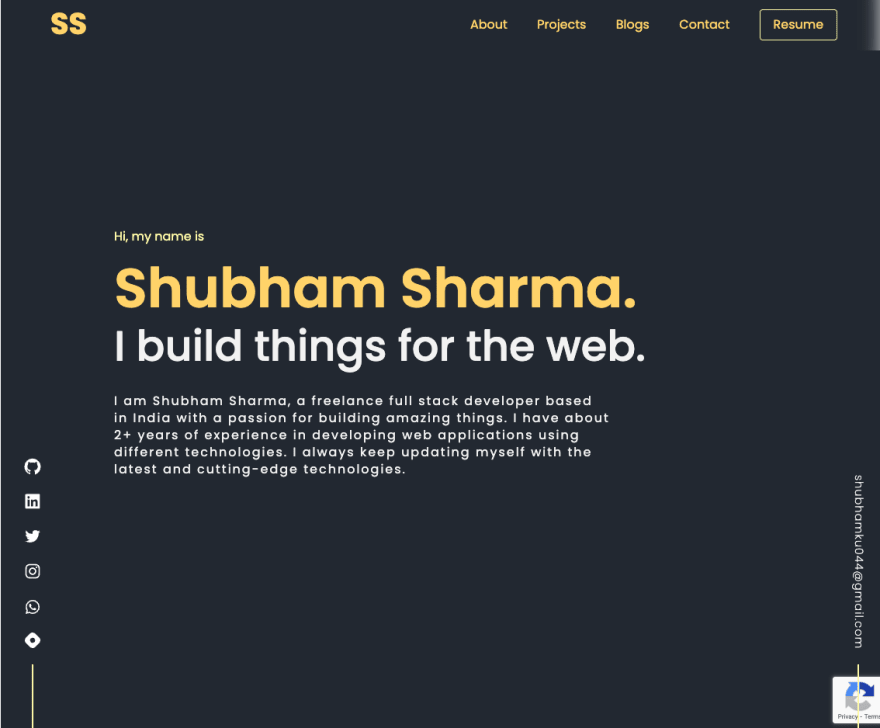 SS
About
Projects
Blogs
Contact
Resume
Hi, my name is
Shubham Sharma.
I build things for the web.
I am Shubham Sharma, a freelance full stack developer based
in India with a passion for building amazing things. I have about
2+ years of experience in developing web applications using
different technologies. I always keep updating myself with the
latest and cutting-edge technologies.
in
shubhamku044@gmail.com
Privacy - Terms